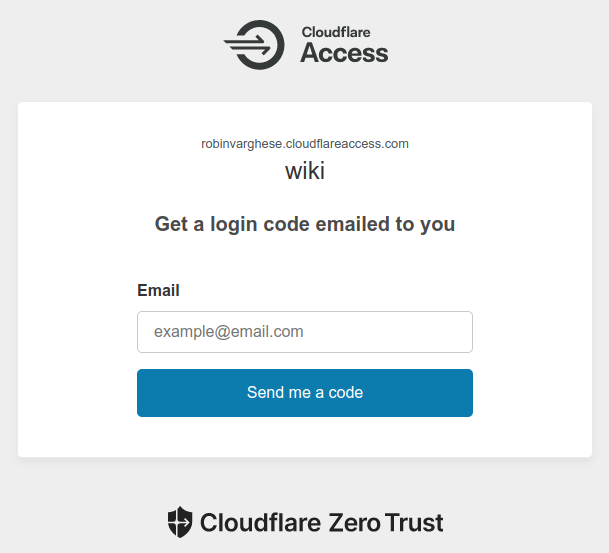 Cloudflare
Access
robinvarghese.cloudflareaccess.com
wiki
Get a login code emailed to you
Email
example@email.com
Send me a code
Cloudflare Zero Trust